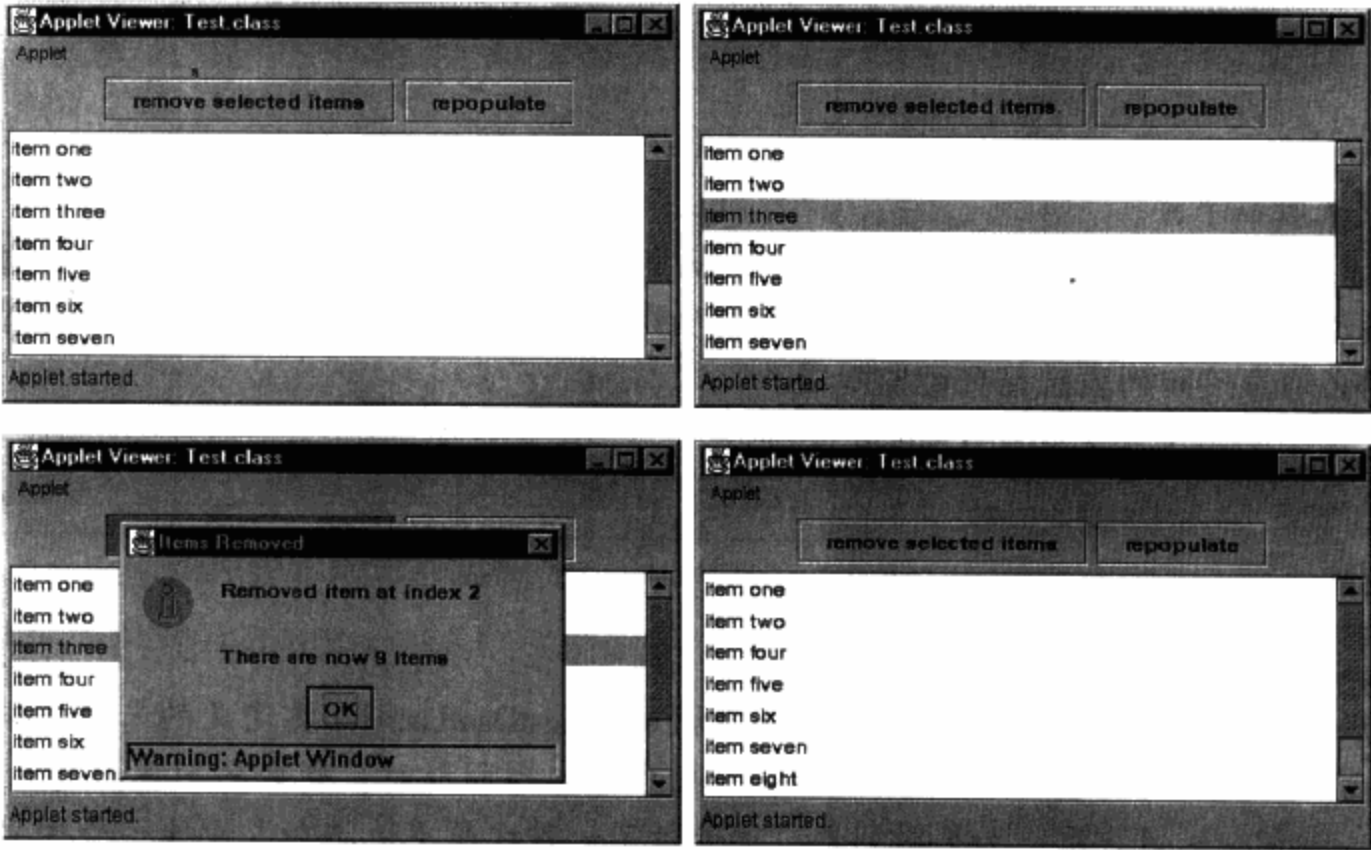 Applet Viewer: Test.class
Applet
remove selected items
repopulate
item one
item two
item three
item four
item five
item six
item seven
Applet started.
Applet Viewer: Test.class
Applet
remove selected items
repopulate
item one
item two
item three
item four
item five
item six
item seven
Applet started.
Applet Viewer: Test.class
Applet
item one
item two
item three
item four
item five
item six
item seven
Items Removed
Removed item at index 2
There are now 9 items
OK
Warning: Applet Window
Applet started.
Applet Viewer: Test.class
Applet
remove selected items
repopulate
item one
item two
item four
item five
item six
item seven
item eight
Applet started.